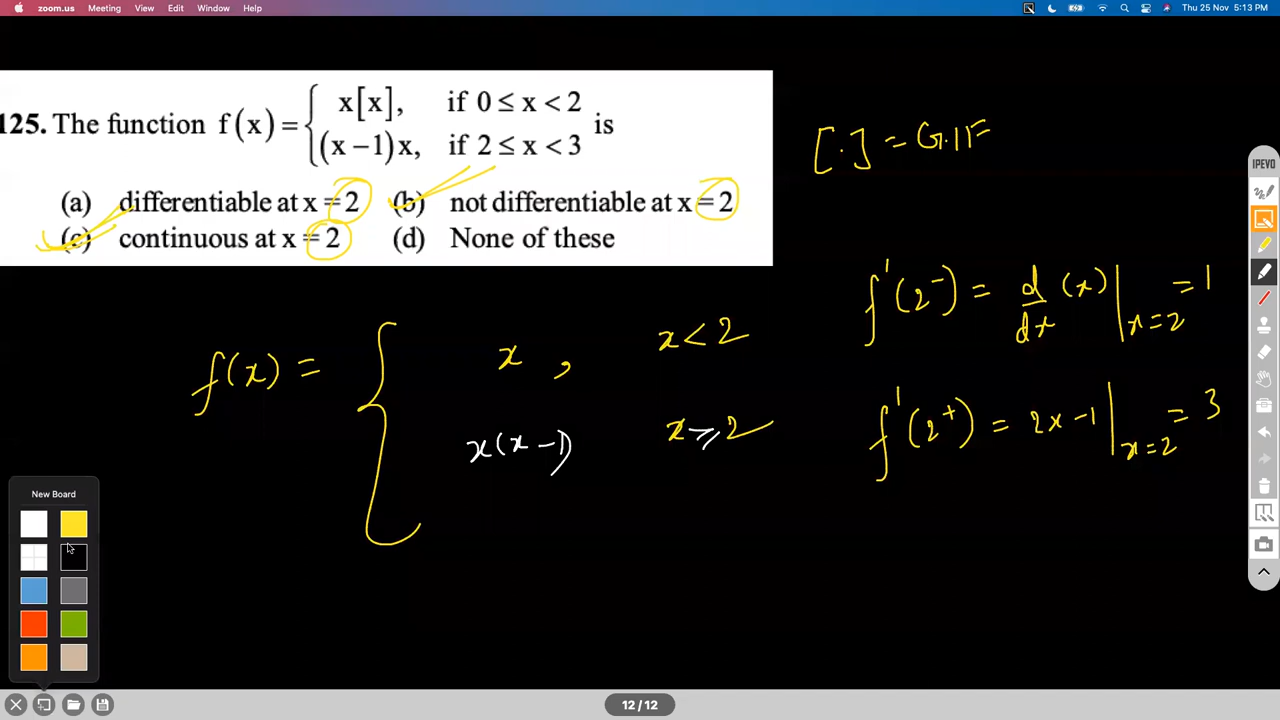 zoom.us Meeting View Edit Window Help Thu 25 Nov 5:13 PM
125. The function f(x) = { x[x], if 0 ≤ x < 2
(x−1)x, if 2 ≤ x < 3 is
(a) differentiable at x = 2 (b) not differentiable at x = 2
(c) continuous at x = 2 (d) None of these
[·] = G.I.F
f'(2⁻) = d/dx (x) |x=2 = 1
f(x) = { x , x < 2
x(x−1) x ≥ 2
f'(2⁺) = 2x−1 |x=2 = 3
New Board
12 / 12
IPEVO